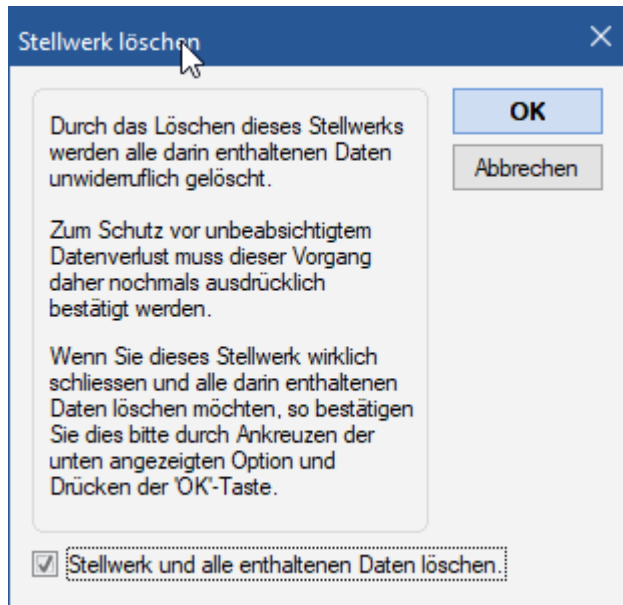 Stellwerk löschen
Durch das Löschen dieses Stellwerks
werden alle darin enthaltenen Daten
unwiderruflich gelöscht.
Zum Schutz vor unbeabsichtigtem
Datenverlust muss dieser Vorgang
daher nochmals ausdrücklich
bestätigt werden.
Wenn Sie dieses Stellwerk wirklich
schliessen und alle darin enthaltenen
Daten löschen möchten, so bestätigen
Sie dies bitte durch Ankreuzen der
unten angezeigten Option und
Drücken der 'OK'-Taste.
OK
Abbrechen
Stellwerk und alle enthaltenen Daten löschen.